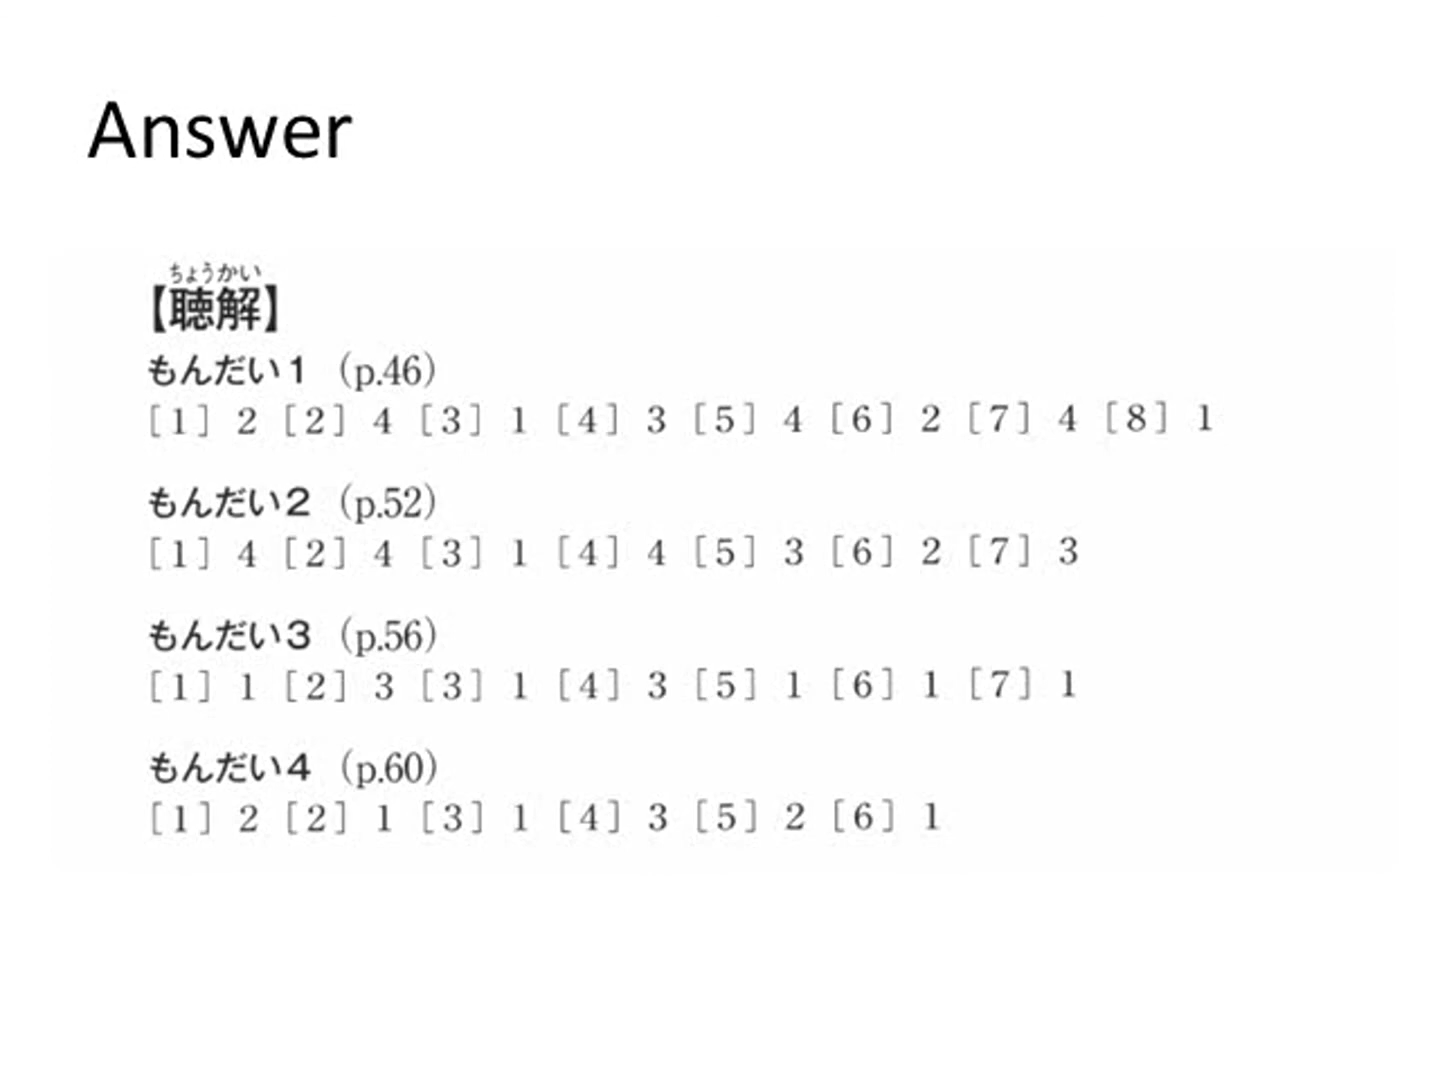 Answer
ちょうかい
【聴解】
もんだい1 (p.46)
[1] 2 [2] 4 [3] 1 [4] 3 [5] 4 [6] 2 [7] 4 [8] 1
もんだい2 (p.52)
[1] 4 [2] 4 [3] 1 [4] 4 [5] 3 [6] 2 [7] 3
もんだい3 (p.56)
[1] 1 [2] 3 [3] 1 [4] 3 [5] 1 [6] 1 [7] 1
もんだい4 (p.60)
[1] 2 [2] 1 [3] 1 [4] 3 [5] 2 [6] 1